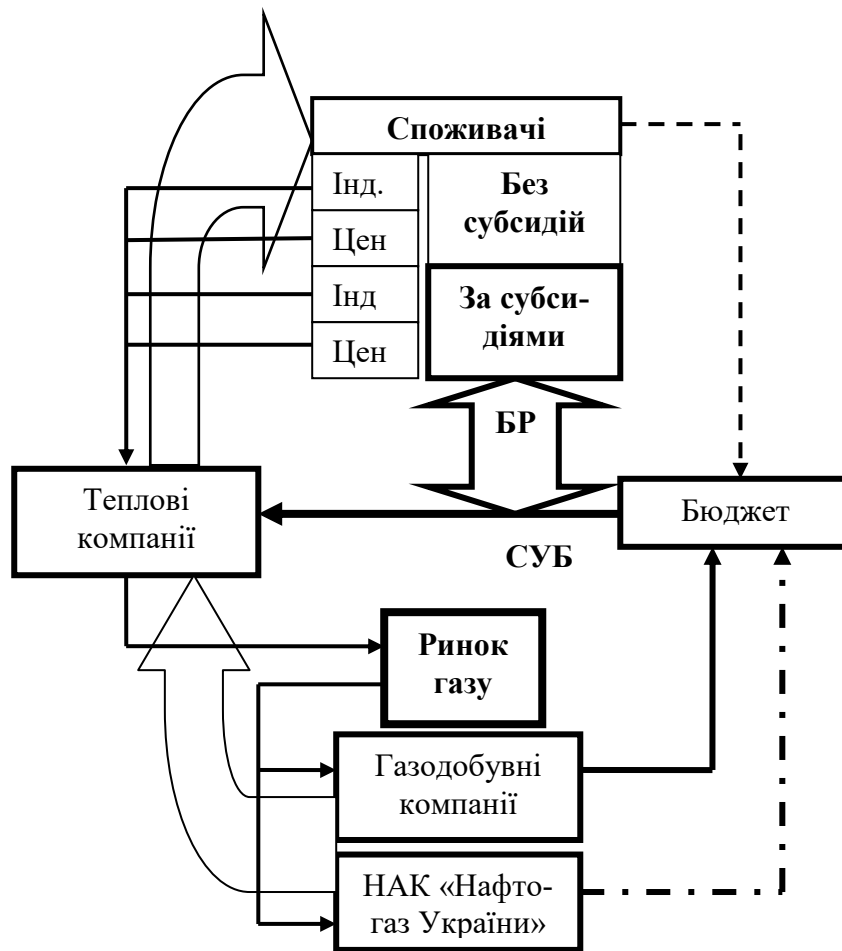 Споживачі
Інд.
Цен
Інд
Цен
Без
субсидій
За субси-
діями
БР
Теплові
компанії
Бюджет
СУБ
Ринок
газу
Газодобувні
компанії
НАК «Нафто-
газ України»